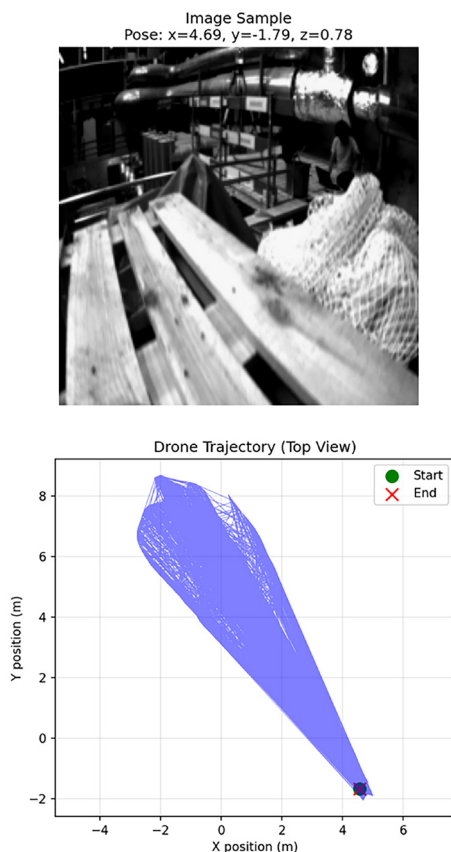 Image Sample
Pose: x=4.69, y=-1.79, z=0.78
Drone Trajectory (Top View)
Start
End
8
6
4
2
0
−2
Y position (m)
−4
−2
0
2
4
6
X position (m)